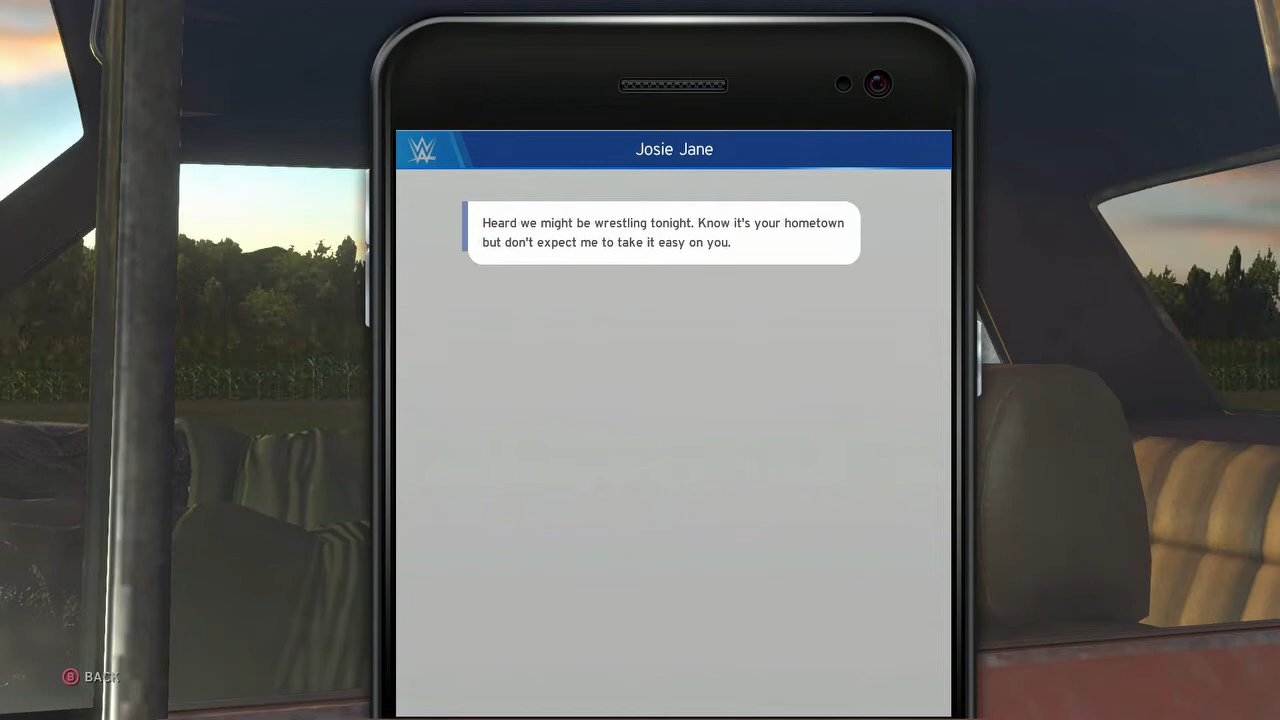 Josie Jane
Heard we might be wrestling tonight. Know it's your hometown
but don't expect me to take it easy on you.
B BACK